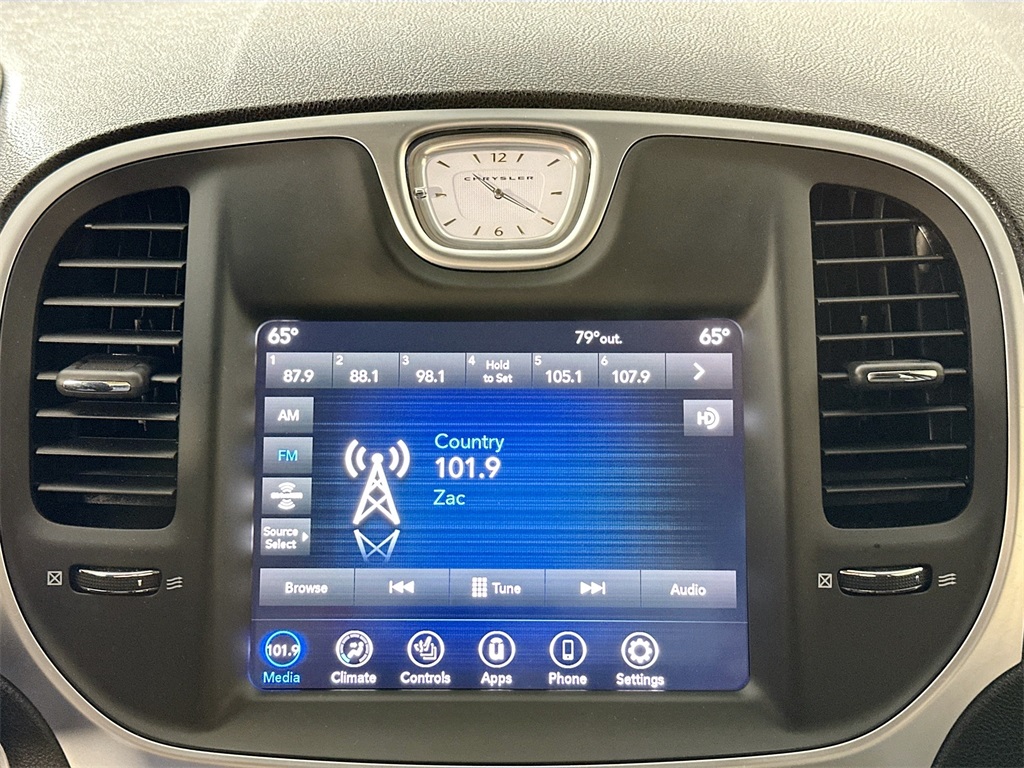 12
CHRYSLER
6
65° 79°out. 65°
1 87.9 2 88.1 3 98.1 4 Hold to Set 5 105.1 6 107.9
AM
HD
FM
Country
101.9
Zac
Source
Select
Browse Tune Audio
101.9
Media Climate Controls Apps Phone Settings